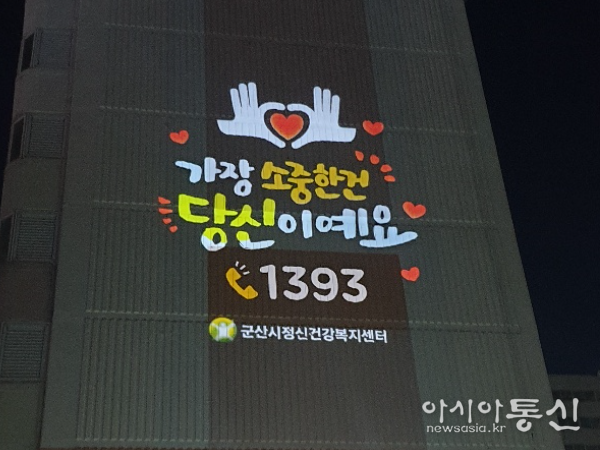 가장 소중한건
당신이예요
1393
군산시정신건강복지센터
아시아통신
newsasia.kr